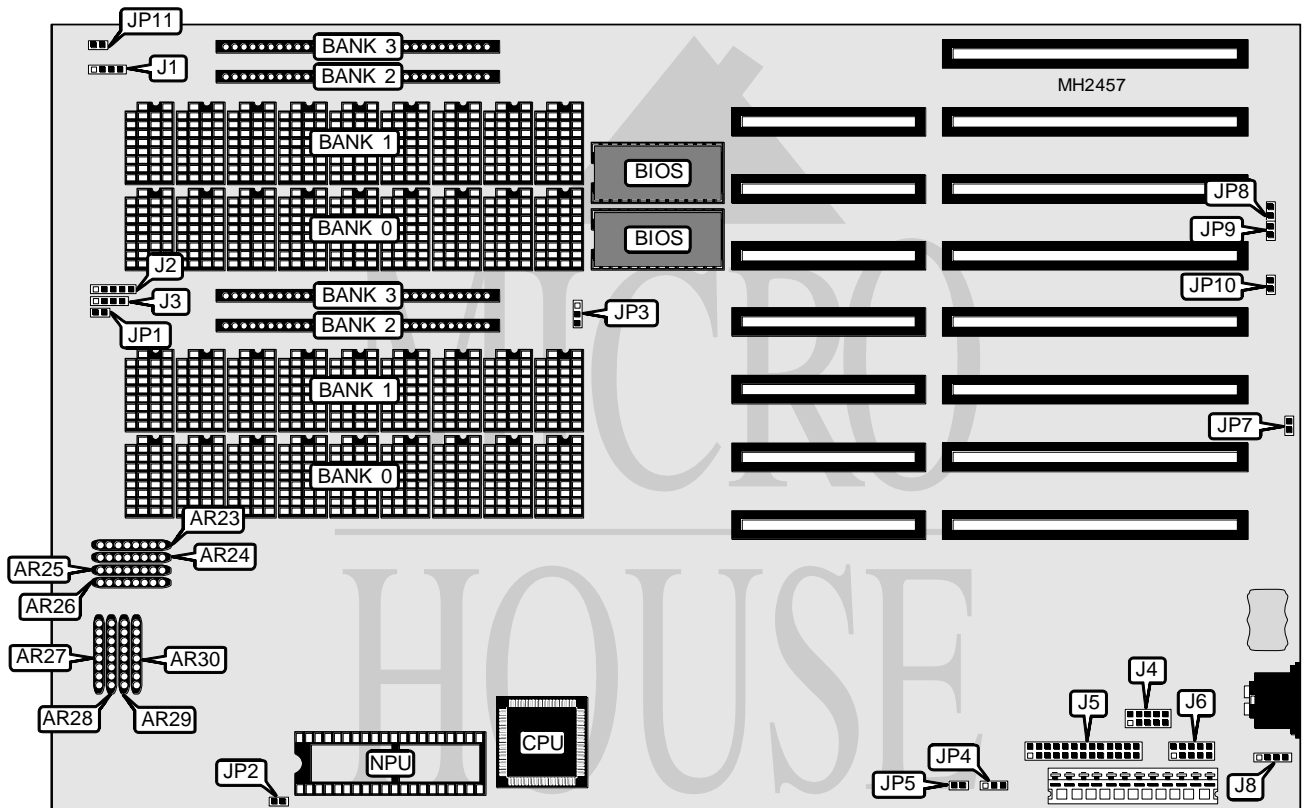 JP11
BANK 3
J1
BANK 2
MH2457
BANK 1
BIOS
JP8
BANK 0
JP9
BIOS
J2
BANK 3
JP10
J3
JP3
JP1
BANK 2
BANK 1
JP7
BANK 0
AR23
AR24
AR25
AR26
AR27
AR30
J4
AR28
AR29
J5
J6
CPU
NPU
JP4
JP2
JP5
J8
MICRO
HOUSE